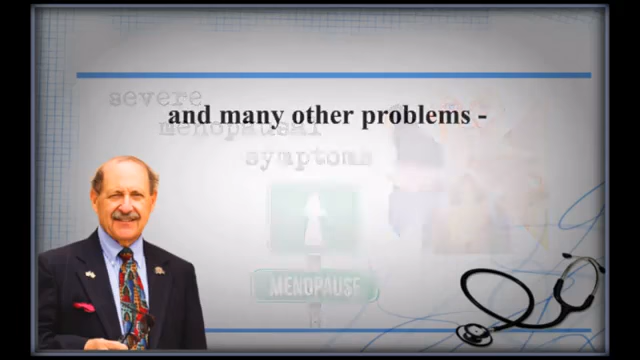 severe
and many other problems -
menopausal
symptoms
MENOPAUSE